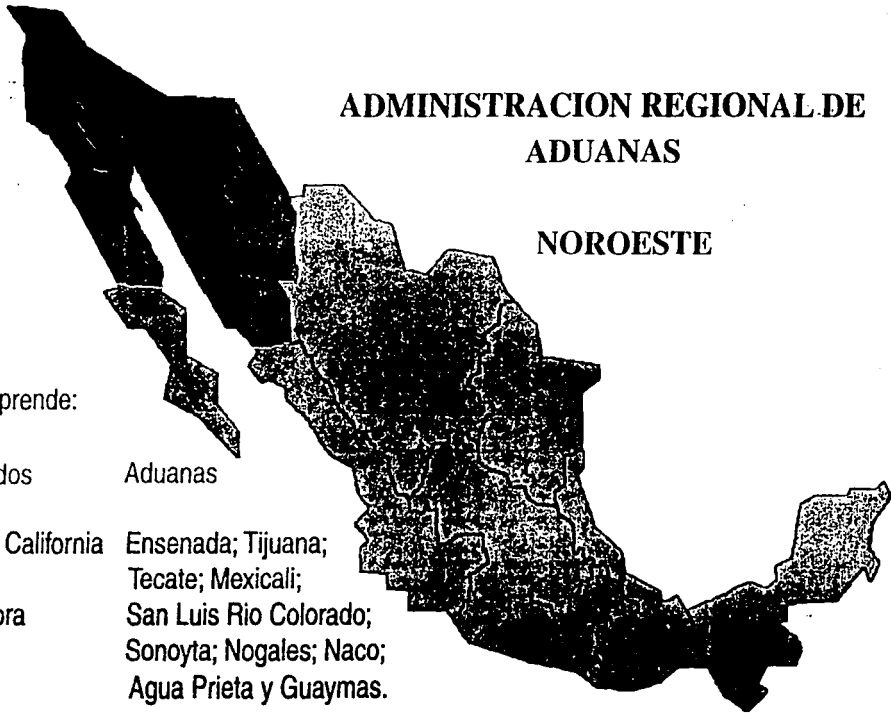 ADMINISTRACION REGIONAL DE
ADUANAS
NOROESTE
prende:
dos Aduanas
California Ensenada; Tijuana;
Tecate; Mexicali;
ora San Luis Rio Colorado;
Sonoyta; Nogales; Naco;
Agua Prieta y Guaymas.